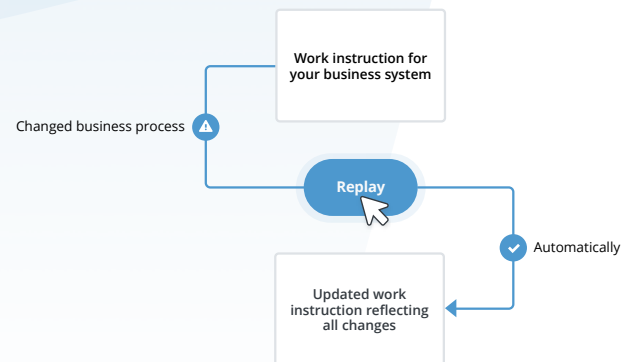 Work instruction for
your business system
Changed business process
Replay
Automatically
Updated work
instruction reflecting
all changes